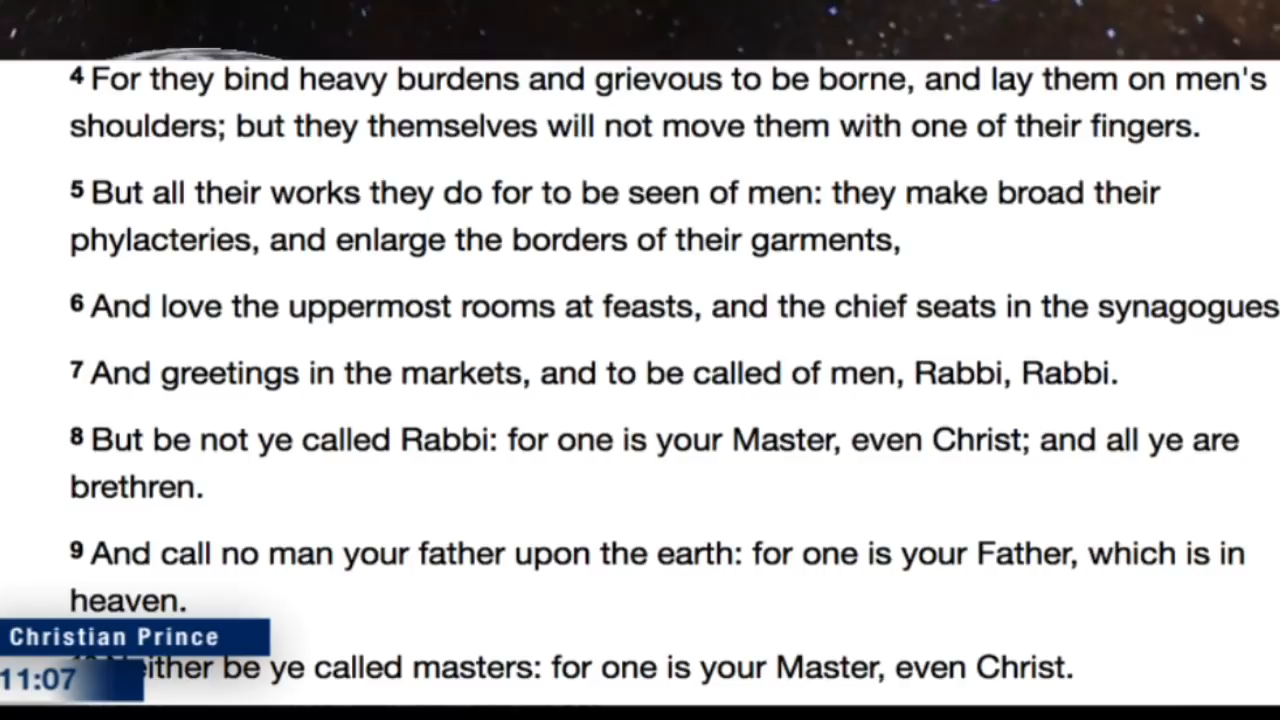 4 For they bind heavy burdens and grievous to be borne, and lay them on men's
shoulders; but they themselves will not move them with one of their fingers.
5 But all their works they do for to be seen of men: they make broad their
phylacteries, and enlarge the borders of their garments,
6 And love the uppermost rooms at feasts, and the chief seats in the synagogues
7 And greetings in the markets, and to be called of men, Rabbi, Rabbi.
8 But be not ye called Rabbi: for one is your Master, even Christ; and all ye are
brethren.
9 And call no man your father upon the earth: for one is your Father, which is in
heaven.
Christian Prince
be ye called masters: for one is your Master, even Christ.
11:07